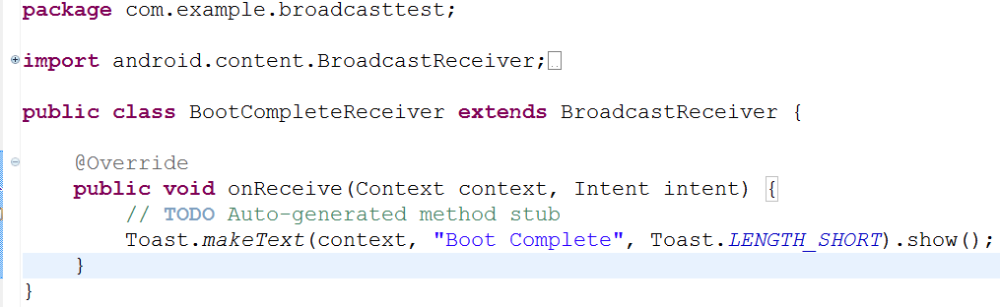 package com.example.broadcasttest;
import android.content.BroadcastReceiver;
public class BootCompleteReceiver extends BroadcastReceiver {
@Override
public void onReceive(Context context, Intent intent) {
// TODO Auto-generated method stub
Toast.makeText(context, "Boot Complete", Toast.LENGTH_SHORT).show();
}
}